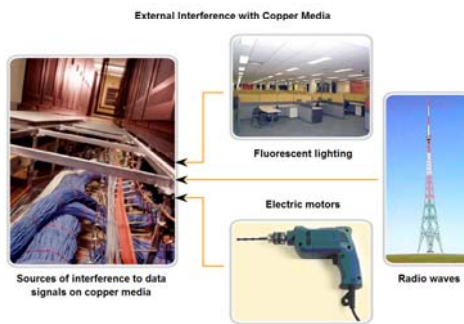 External Interference with Copper Media
Fluorescent lighting
Electric motors
Sources of interference to data
signals on copper media
Radio waves